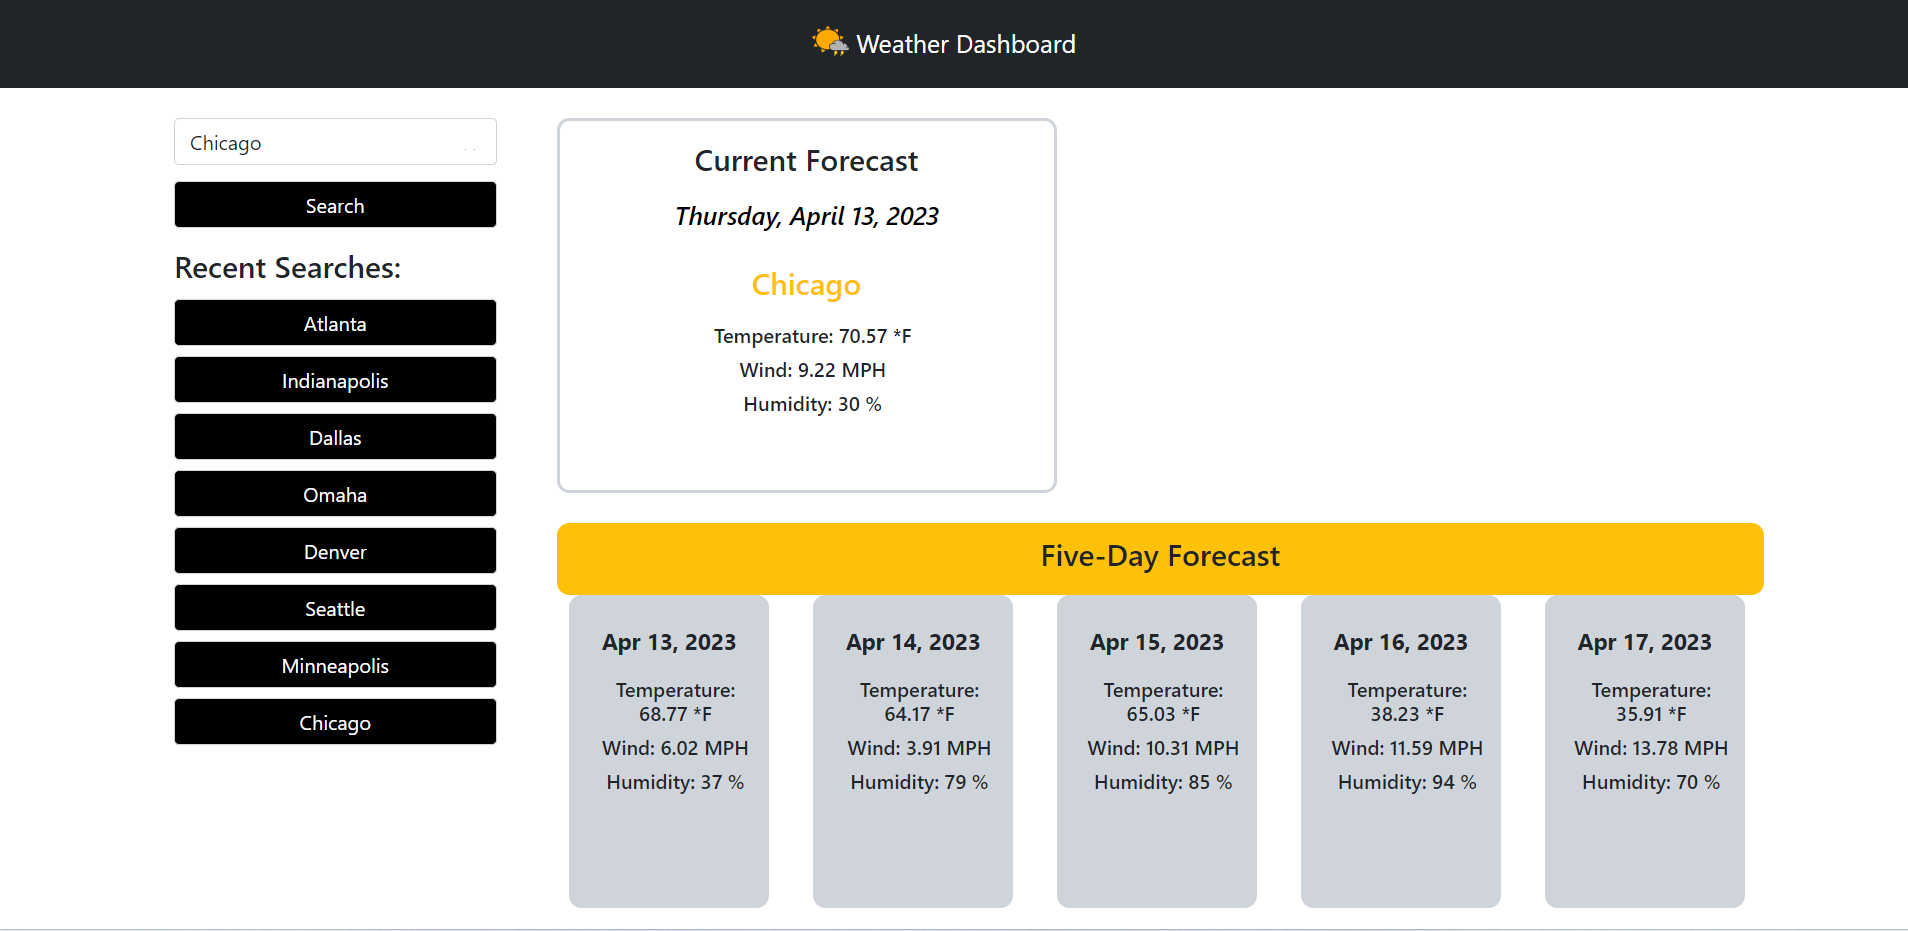 Weather Dashboard
Chicago
Search
Recent Searches:
Atlanta
Indianapolis
Dallas
Omaha
Denver
Seattle
Minneapolis
Chicago
Current Forecast
Thursday, April 13, 2023
Chicago
Temperature: 70.57 *F
Wind: 9.22 MPH
Humidity: 30 %
Five-Day Forecast
Apr 13, 2023
Temperature:
68.77 *F
Wind: 6.02 MPH
Humidity: 37 %
Apr 14, 2023
Temperature:
64.17 *F
Wind: 3.91 MPH
Humidity: 79 %
Apr 15, 2023
Temperature:
65.03 *F
Wind: 10.31 MPH
Humidity: 85 %
Apr 16, 2023
Temperature:
38.23 *F
Wind: 11.59 MPH
Humidity: 94 %
Apr 17, 2023
Temperature:
35.91 *F
Wind: 13.78 MPH
Humidity: 70 %